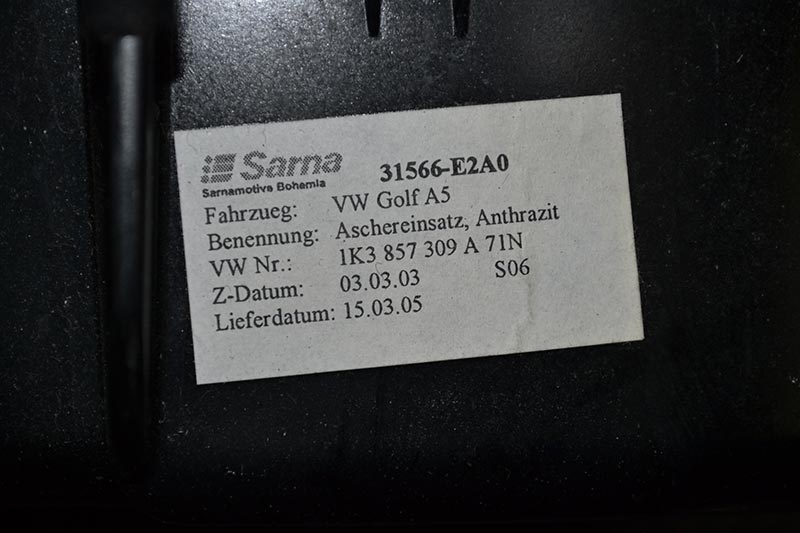 Sarna 31566-E2A0
Sarnamotive Bohemia
Fahrzueg: VW Golf A5
Benennung: Aschereinsatz, Anthrazit
VW Nr.: 1K3 857 309 A 71N
Z-Datum: 03.03.03 S06
Lieferdatum: 15.03.05